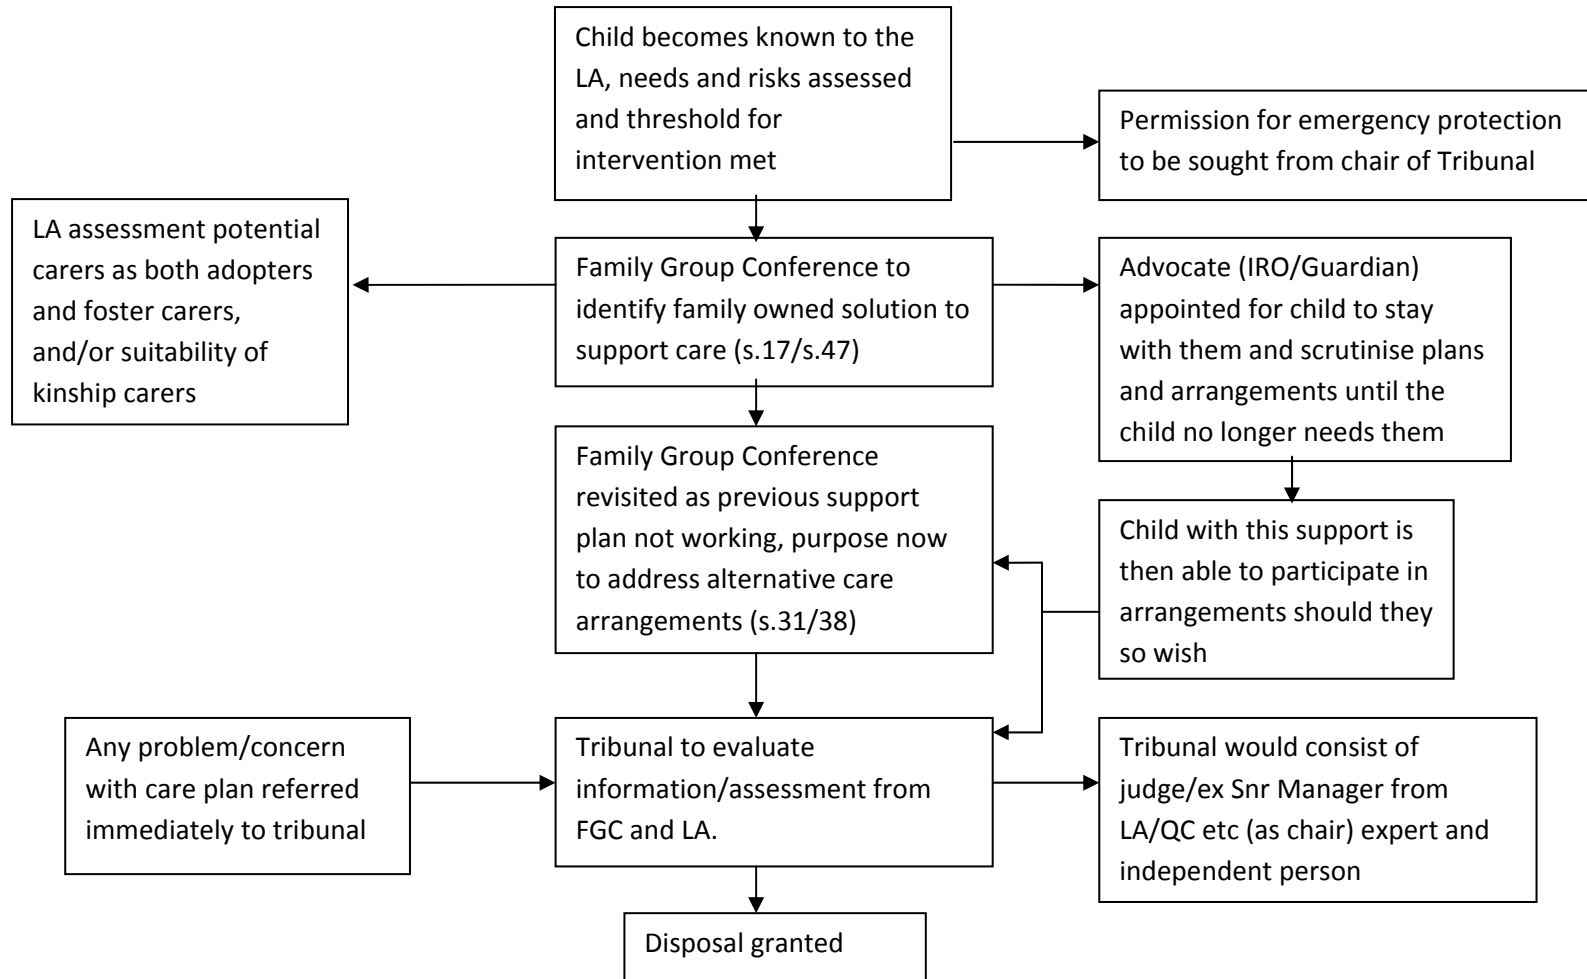 Child becomes known to the
LA, needs and risks assessed
and threshold for
intervention met
Permission for emergency protection
to be sought from chair of Tribunal
LA assessment potential
carers as both adopters
and foster carers,
and/or suitability of
kinship carers
Family Group Conference to
identify family owned solution to
support care (s.17/s.47)
Advocate (IRO/Guardian)
appointed for child to stay
with them and scrutinise plans
and arrangements until the
child no longer needs them
Family Group Conference
revisited as previous support
plan not working, purpose now
to address alternative care
arrangements (s.31/38)
Child with this support is
then able to participate in
arrangements should they
so wish
Any problem/concern
with care plan referred
immediately to tribunal
Tribunal to evaluate
information/assessment from
FGC and LA.
Tribunal would consist of
judge/ex Snr Manager from
LA/QC etc (as chair) expert and
independent person
Disposal granted